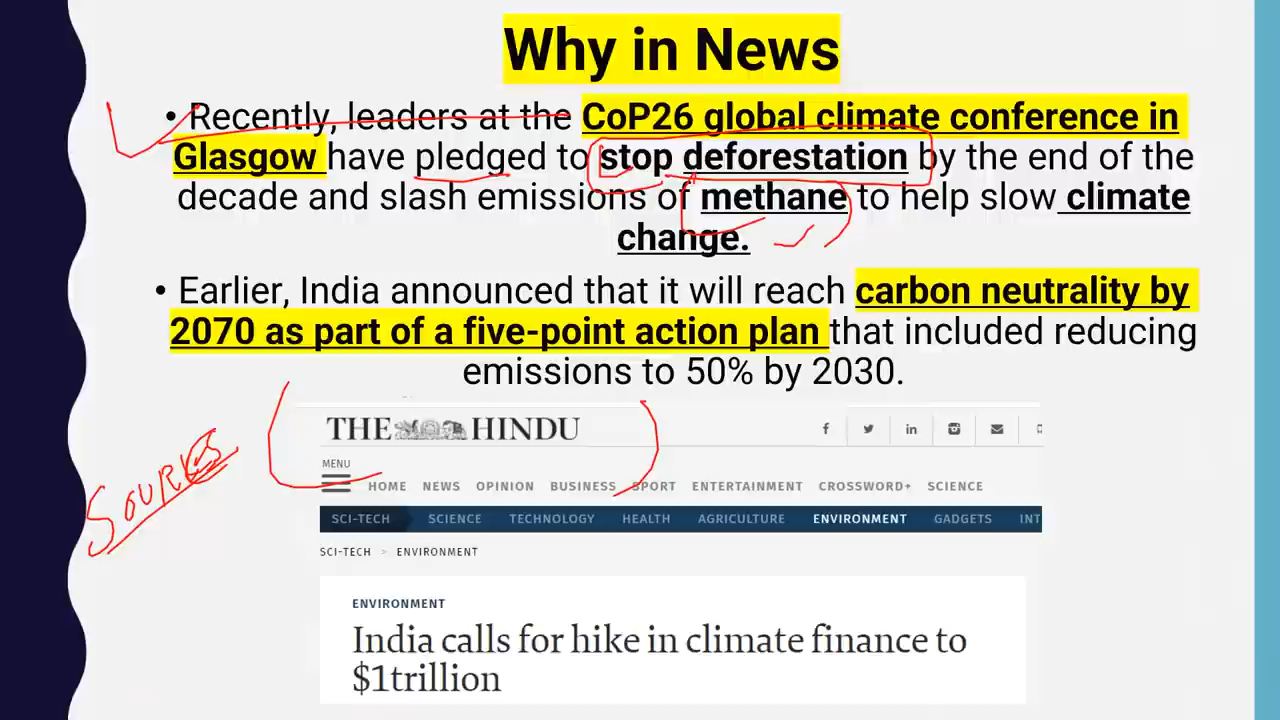 Why in News
• Recently, leaders at the CoP26 global climate conference in
Glasgow have pledged to stop deforestation by the end of the
decade and slash emissions of methane to help slow climate
change.
• Earlier, India announced that it will reach carbon neutrality by
2070 as part of a five-point action plan that included reducing
emissions to 50% by 2030.
THE HINDU
MENU
HOME NEWS OPINION BUSINESS SPORT ENTERTAINMENT CROSSWORD+ SCIENCE
SOURCES
SCI-TECH SCIENCE TECHNOLOGY HEALTH AGRICULTURE ENVIRONMENT GADGETS INT
SCI-TECH > ENVIRONMENT
ENVIRONMENT
India calls for hike in climate finance to
$1trillion